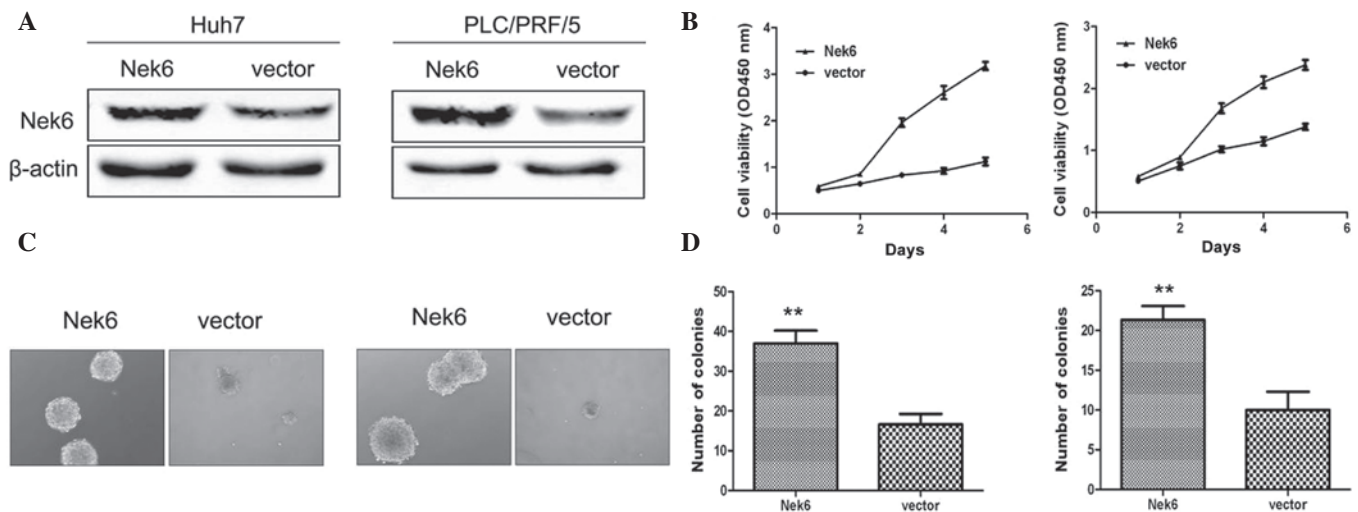 A
Huh7
PLC/PRF/5
Nek6 vector
Nek6 vector
Nek6
β-actin
B
Cell viability (OD450 nm)
4
3
2
1
0
Nek6
vector
0 2 4 6
Days
Cell viability (OD450 nm)
3
2
1
0
Nek6
vector
0 2 4 6
Days
C
Nek6 vector
Nek6 vector
D
Number of colonies
50
40
30
20
10
0
**
Nek6 vector
Number of colonies
25
20
15
10
5
0
**
Nek6 vector